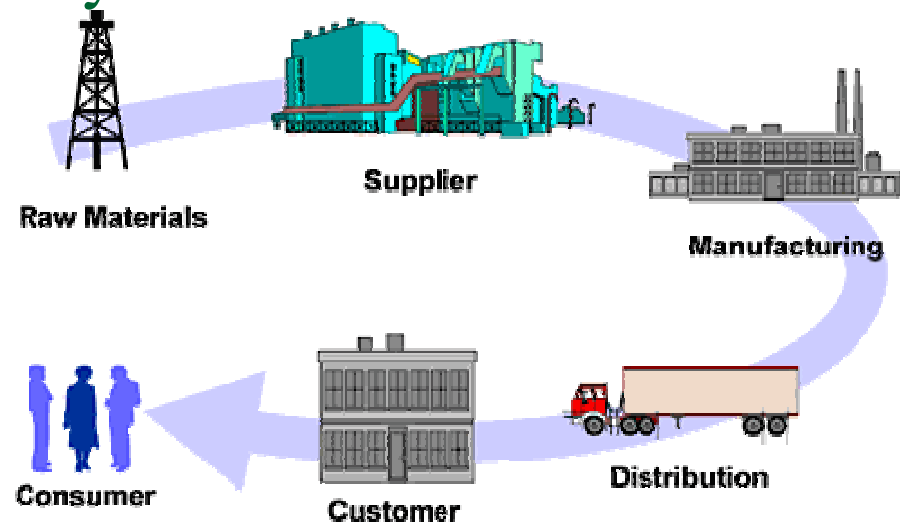 Raw Materials
Supplier
Manufacturing
Distribution
Customer
Consumer